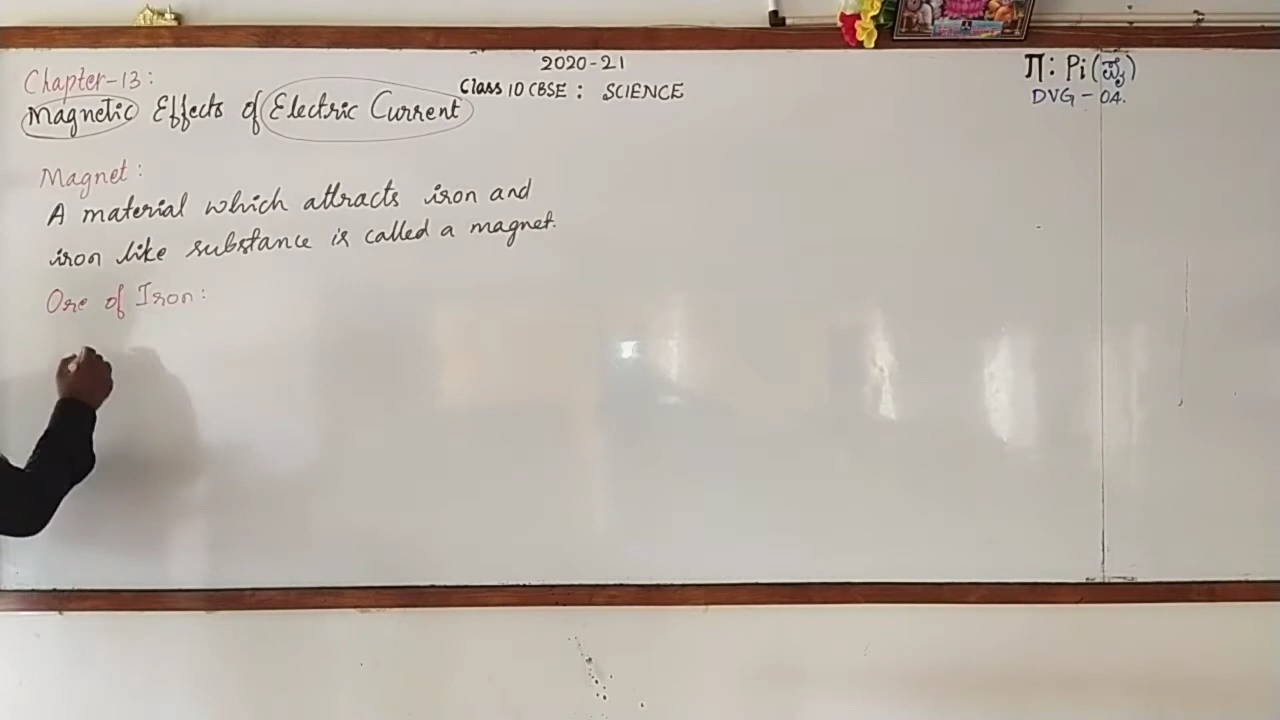 2020-21
Class 10 CBSE : SCIENCE
Π: Pi (ಪೈ)
DVG - 04.
Chapter-13:
Magnetic Effects of Electric Current
Magnet:
A material which attracts iron and
iron like substance is called a magnet.
Ore of Iron: